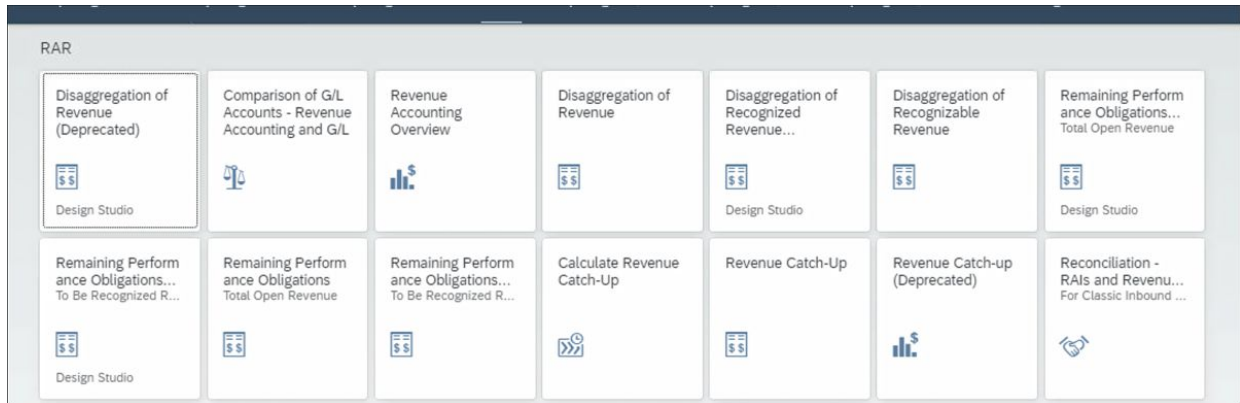 RAR
Disaggregation of
Revenue
(Deprecated)
Design Studio
Comparison of G/L
Accounts - Revenue
Accounting and G/L
Revenue
Accounting
Overview
Disaggregation of
Revenue
Disaggregation of
Recognized
Revenue...
Design Studio
Disaggregation of
Recognizable
Revenue
Remaining Perform
ance Obligations...
Total Open Revenue
Design Studio
Remaining Perform
ance Obligations...
To Be Recognized R...
Design Studio
Remaining Perform
ance Obligations
Total Open Revenue
Remaining Perform
ance Obligations...
To Be Recognized R...
Calculate Revenue
Catch-Up
Revenue Catch-Up
Revenue Catch-up
(Deprecated)
Reconciliation -
RAIs and Revenu...
For Classic Inbound ...